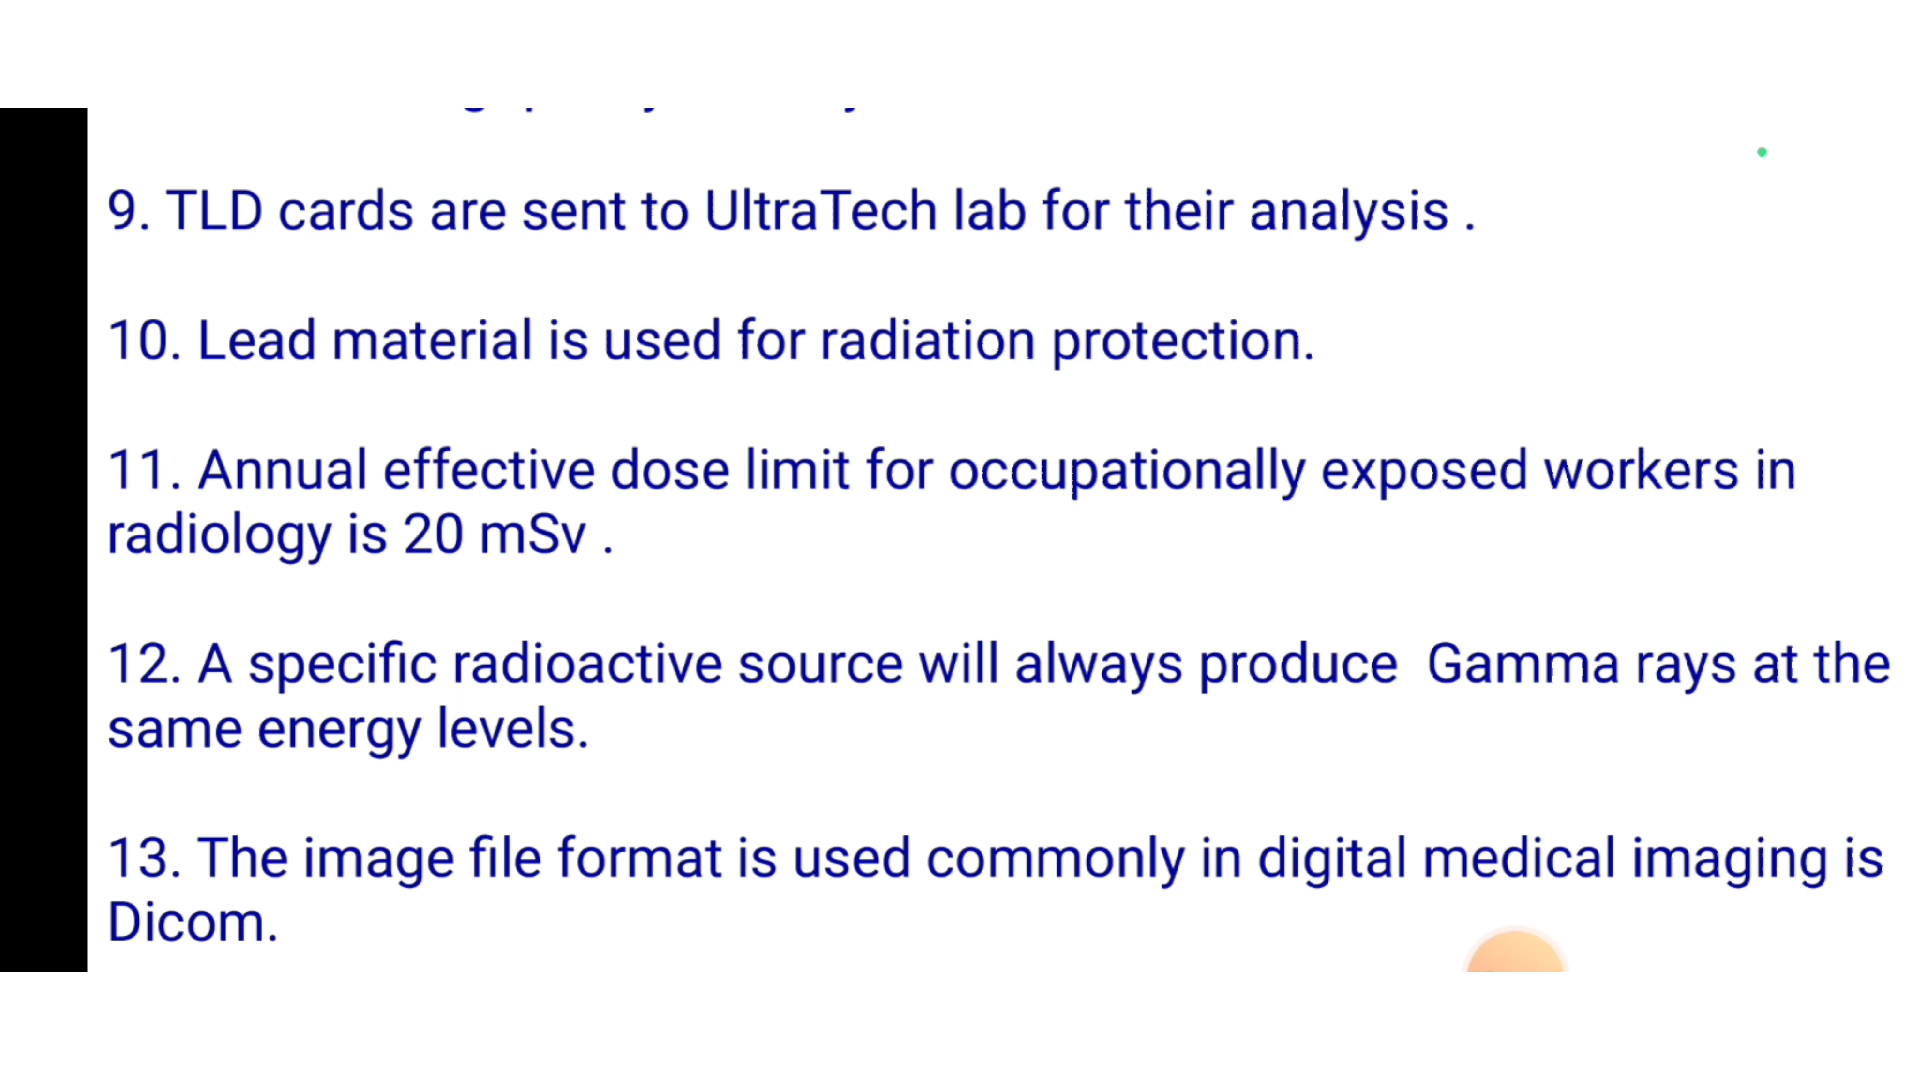 9. TLD cards are sent to UltraTech lab for their analysis .
10. Lead material is used for radiation protection.
11. Annual effective dose limit for occupationally exposed workers in
radiology is 20 mSv .
12. A specific radioactive source will always produce  Gamma rays at the
same energy levels.
13. The image file format is used commonly in digital medical imaging is
Dicom.